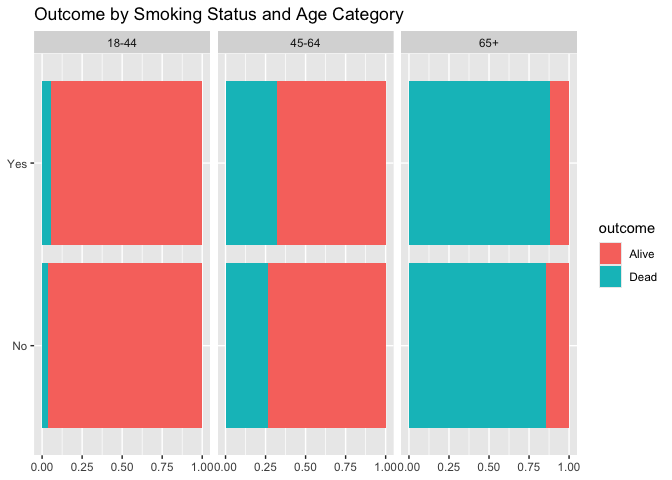 Outcome by Smoking Status and Age Category
18-44 45-64 65+
Yes
No
outcome
Alive
Dead
0.00 0.25 0.50 0.75 1.00 0.00 0.25 0.50 0.75 1.00 0.00 0.25 0.50 0.75 1.00